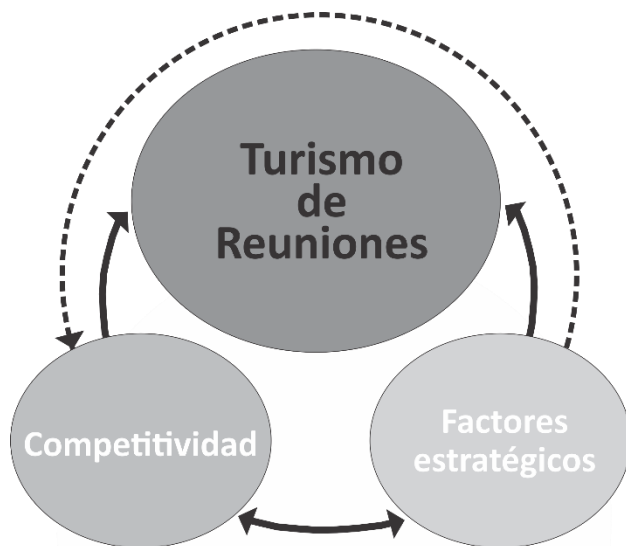 Turismo
de
Reuniones
Competitividad
Factores
estratégicos